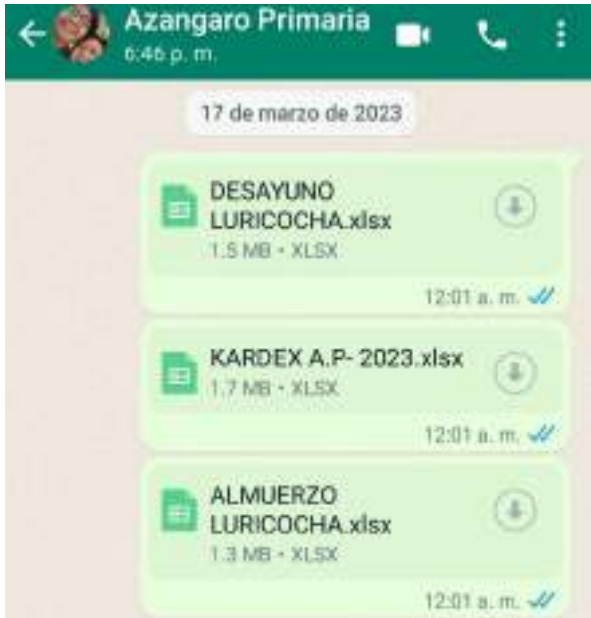 Azangaro Primaria
6:46 p. m.
17 de marzo de 2023
DESAYUNO
LURICOCHA.xlsx
1.5 MB • XLSX
12:01 a. m.
KARDEX A.P- 2023.xlsx
1.7 MB • XLSX
12:01 a. m.
ALMUERZO
LURICOCHA.xlsx
1.3 MB • XLSX
12:01 a. m.